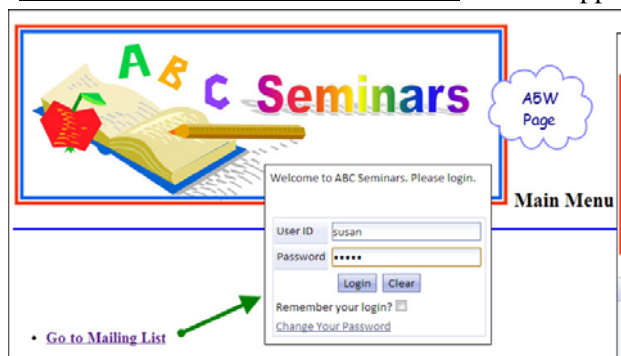 ABC Seminars
A5W
Page
Welcome to ABC Seminars. Please login.
Main Menu
User ID susan
Password •••••
Login Clear
Remember your login?
Change Your Password
• Go to Mailing List